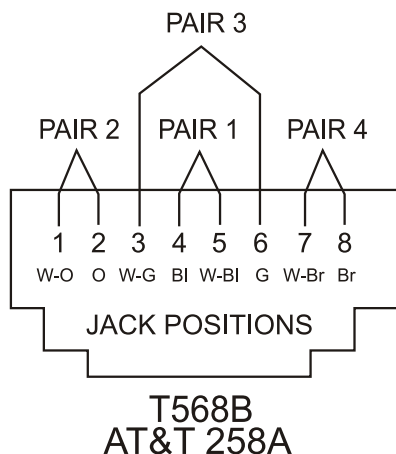 PAIR 3
PAIR 2 PAIR 1 PAIR 4
1 2 3 4 5 6 7 8
W-O O W-G Bl W-Bl G W-Br Br
JACK POSITIONS
T568B
AT&T 258A